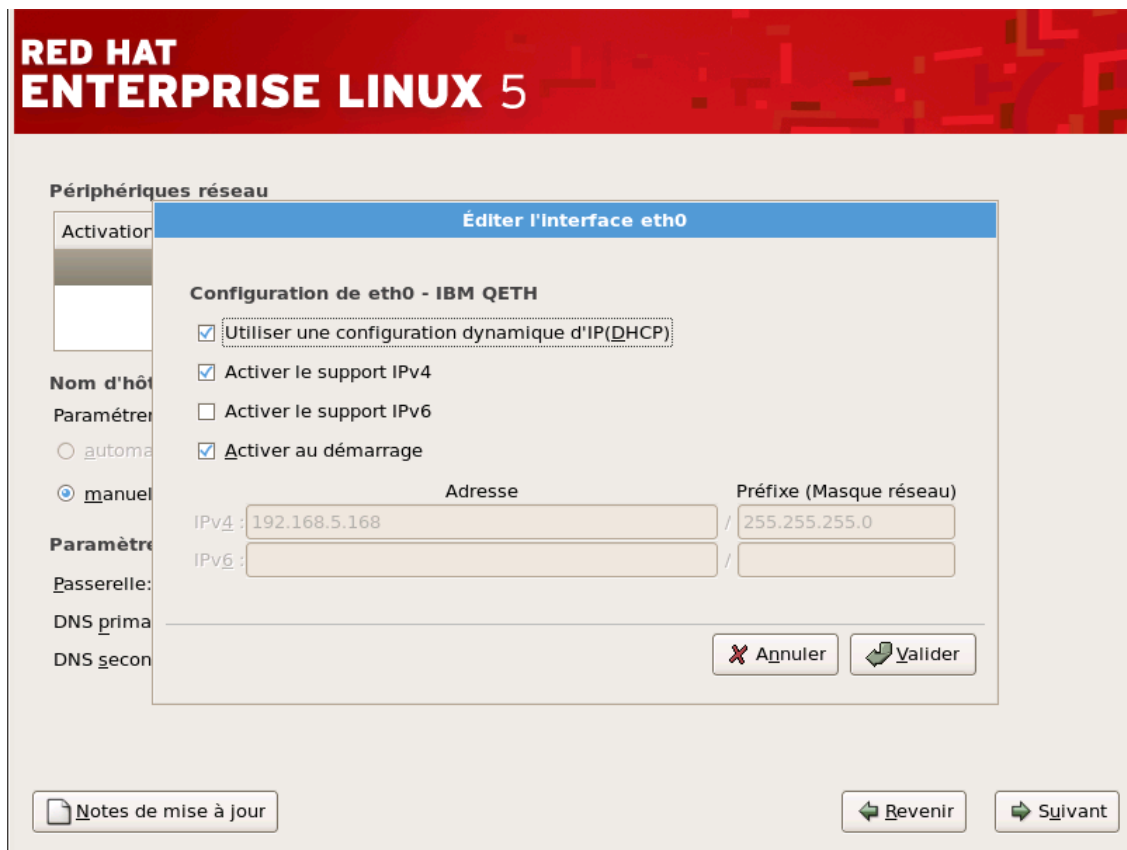 RED HAT
ENTERPRISE LINUX 5
Périphériques réseau
Activation
Éditer l'interface eth0
Configuration de eth0 - IBM QETH
Utiliser une configuration dynamique d'IP(DHCP)
Activer le support IPv4
Activer le support IPv6
Activer au démarrage
Nom d'hôt
Paramétrer
automa
manuel
Adresse Préfixe (Masque réseau)
IPv4 : 192.168.5.168 / 255.255.255.0
IPv6 : /
Paramètre
Passerelle:
DNS prima
DNS secon
Annuler Valider
Notes de mise à jour Revenir Suivant